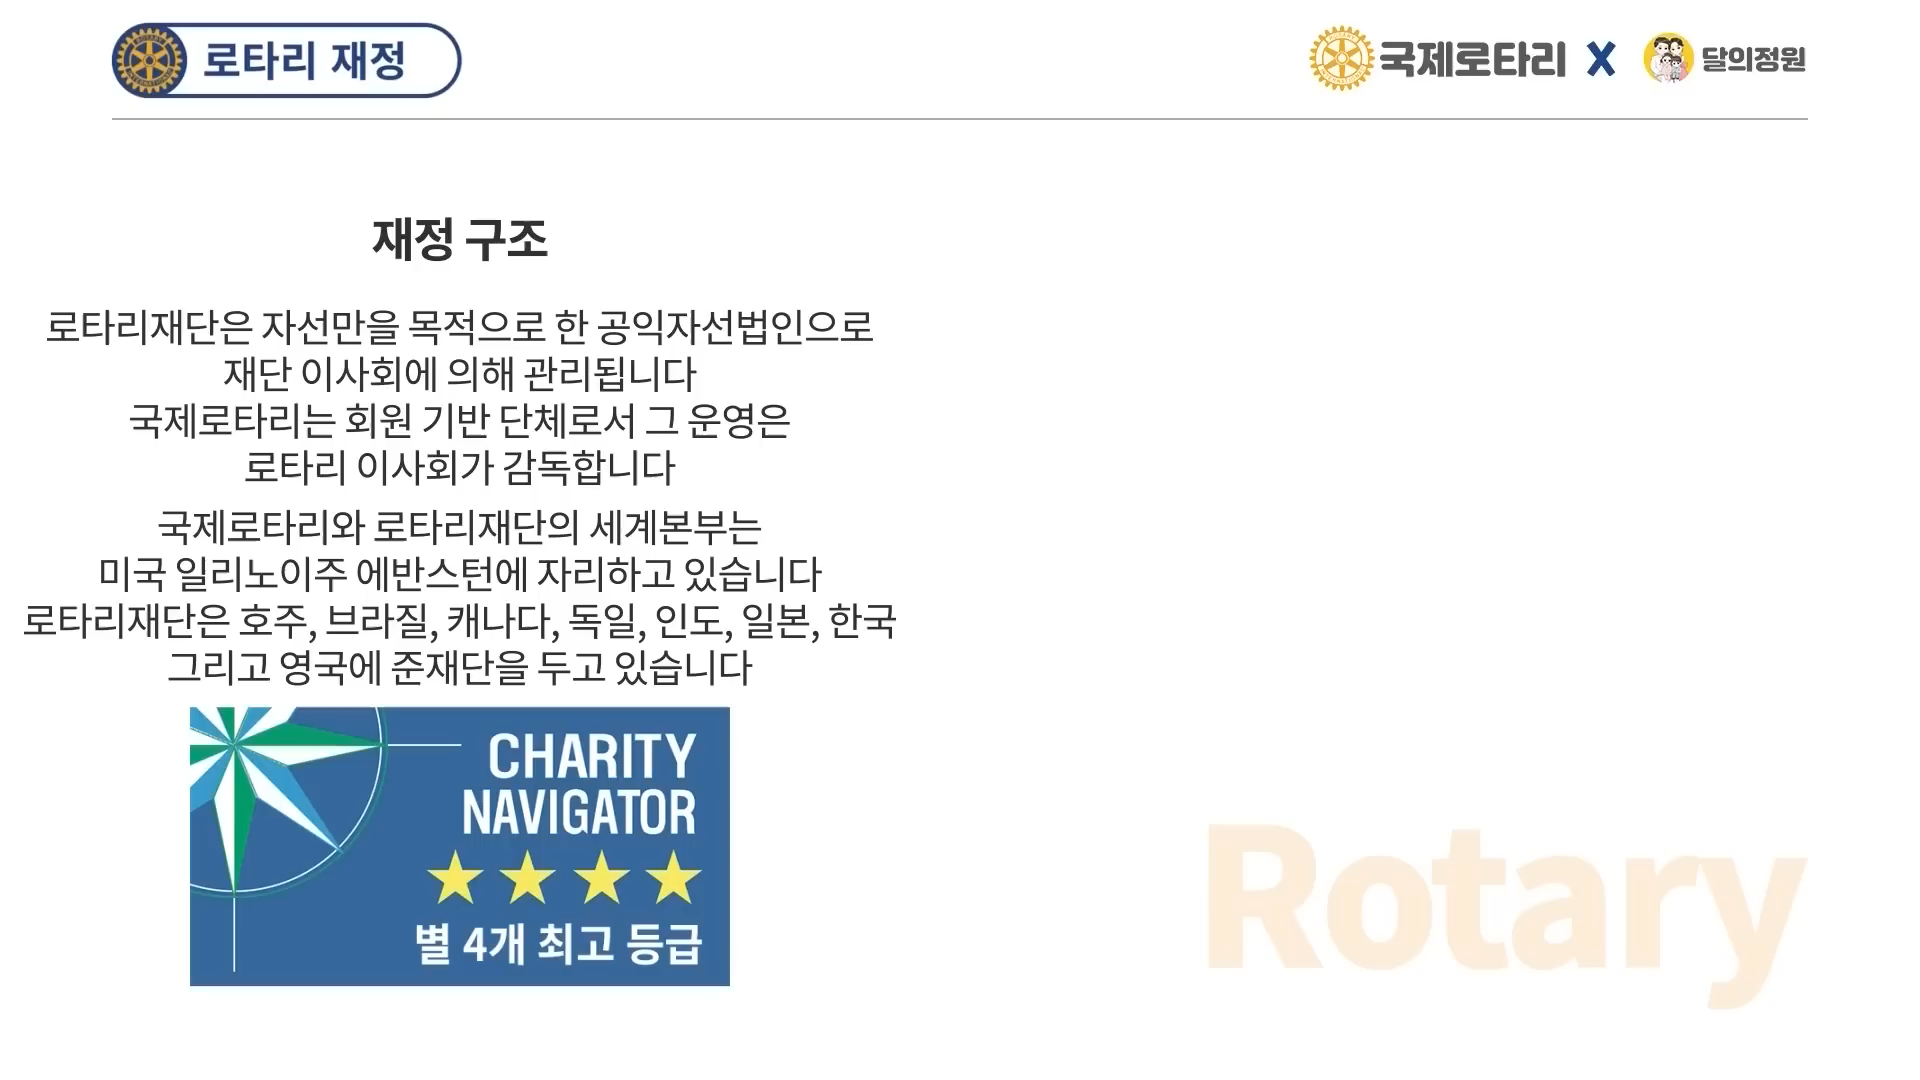 로타리 재정
국제로타리 X 달의정원
재정 구조
로타리재단은 자선만을 목적으로 한 공익자선법인으로
재단 이사회에 의해 관리됩니다
국제로타리는 회원 기반 단체로서 그 운영은
로타리 이사회가 감독합니다
국제로타리와 로타리재단의 세계본부는
미국 일리노이주 에반스턴에 자리하고 있습니다
로타리재단은 호주, 브라질, 캐나다, 독일, 인도, 일본, 한국
그리고 영국에 준재단을 두고 있습니다
CHARITY
NAVIGATOR
별 4개 최고 등급
Rotary